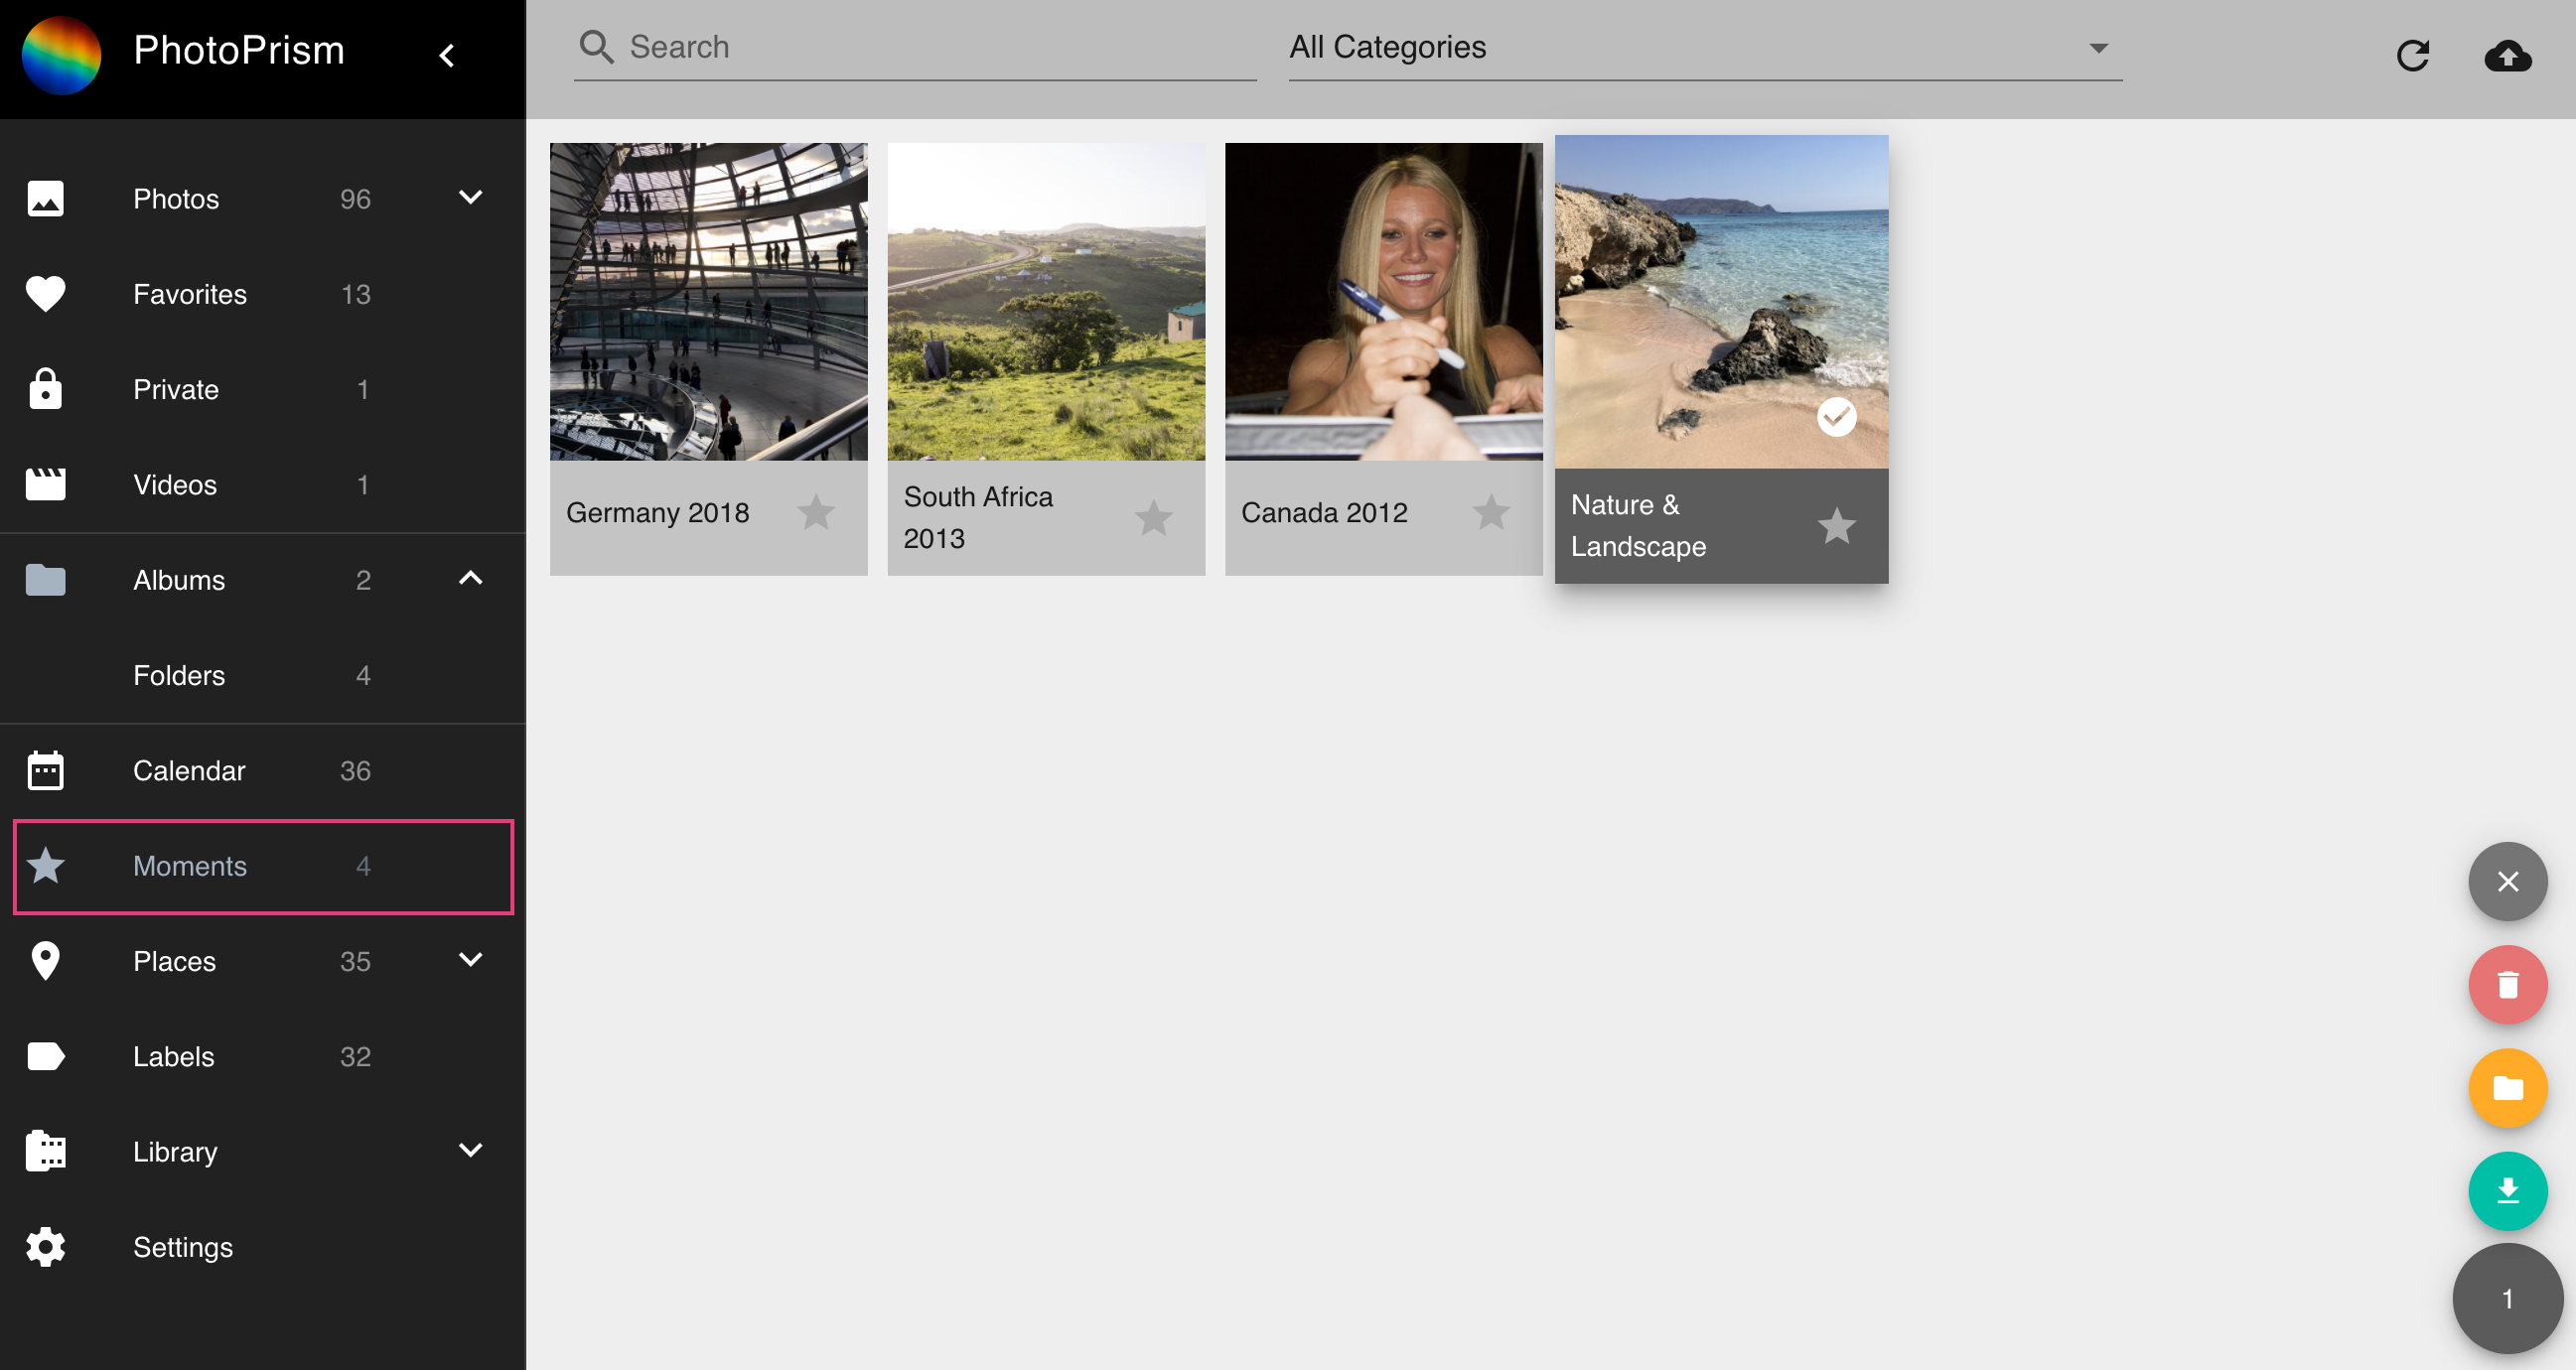 PhotoPrism
Search
All Categories
Photos 96
Favorites 13
Private 1
Videos 1
Albums 2
Folders 4
Calendar 36
Moments 4
Places 35
Labels 32
Library
Settings
Germany 2018
South Africa
2013
Canada 2012
Nature &
Landscape
1